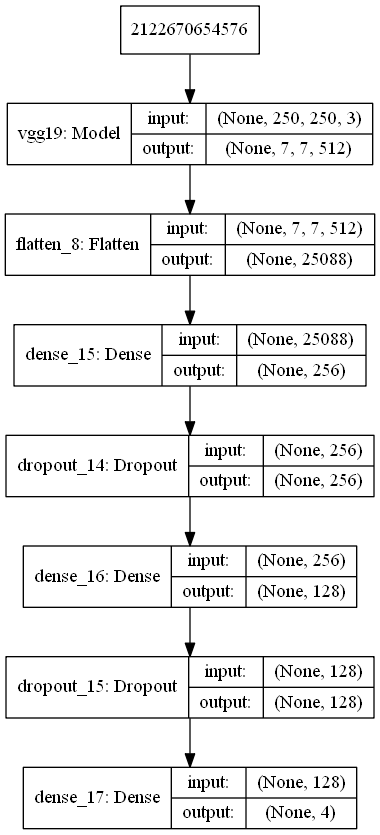 2122670654576
vgg19: Model
input: (None, 250, 250, 3)
output: (None, 7, 7, 512)
flatten_8: Flatten
input: (None, 7, 7, 512)
output: (None, 25088)
dense_15: Dense
input: (None, 25088)
output: (None, 256)
dropout_14: Dropout
input: (None, 256)
output: (None, 256)
dense_16: Dense
input: (None, 256)
output: (None, 128)
dropout_15: Dropout
input: (None, 128)
output: (None, 128)
dense_17: Dense
input: (None, 128)
output: (None, 4)